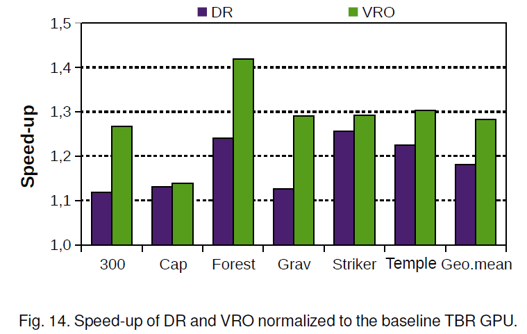 DR VRO
1,5
1,4
1,3
1,2
1,1
1,0
Speed-up
300 Cap Forest Grav Striker Temple Geo.mean
Fig. 14. Speed-up of DR and VRO normalized to the baseline TBR GPU.